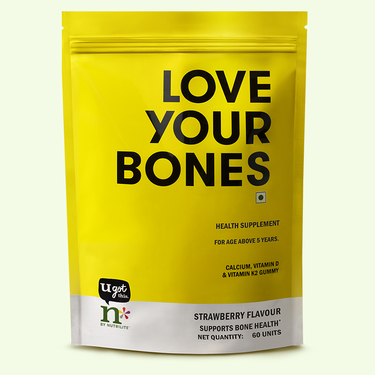 LOVE
YOUR
BONES
HEALTH SUPPLEMENT
FOR AGE ABOVE 5 YEARS.
CALCIUM, VITAMIN D
& VITAMIN K2 GUMMY
u got
this.
n*
BY NUTRILITE™
STRAWBERRY FLAVOUR
SUPPORTS BONE HEALTH*
NET QUANTITY: 60 UNITS